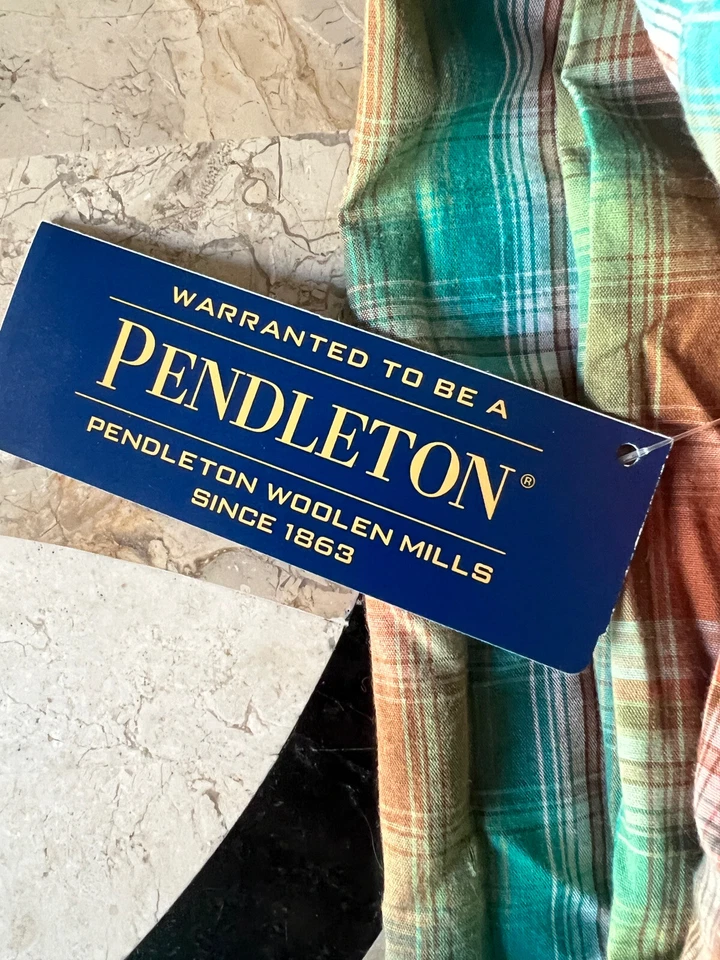 WARRANTED TO BE A
PENDLETON®
PENDLETON WOOLEN MILLS
SINCE 1863